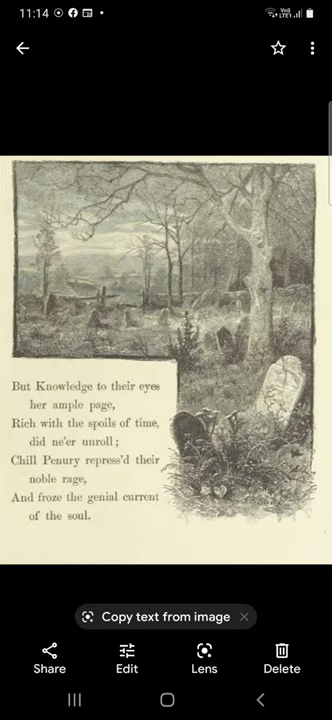 11:14
Vo)
LTE1
But Knowledge to their eyes
her ample page,
Rich with the spoils of time,
did ne'er unroll;
Chill Penury repress'd their
noble rage,
And froze the genial current
of the soul.
Copy text from image
Share Edit Lens Delete